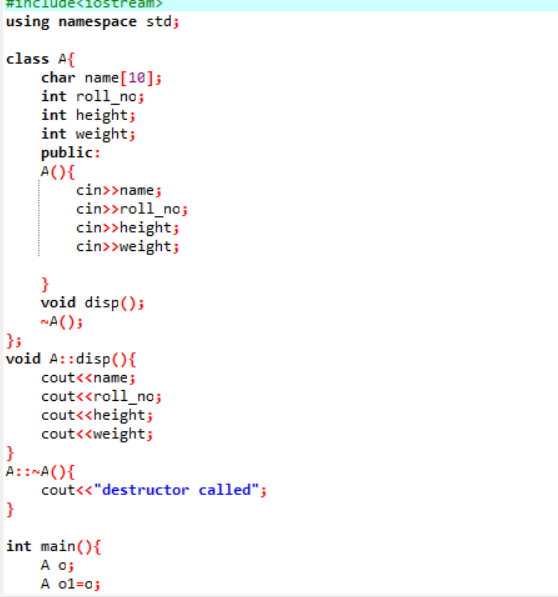 #include<iostream>
using namespace std;
class A{
char name[10];
int roll_no;
int height;
int weight;
public:
A(){
cin>>name;
cin>>roll_no;
cin>>height;
cin>>weight;
}
void disp();
~A();
};
void A::disp(){
cout<<name;
cout<<roll_no;
cout<<height;
cout<<weight;
}
A::~A(){
cout<<"destructor called";
}
int main(){
A o;
A o1=o;